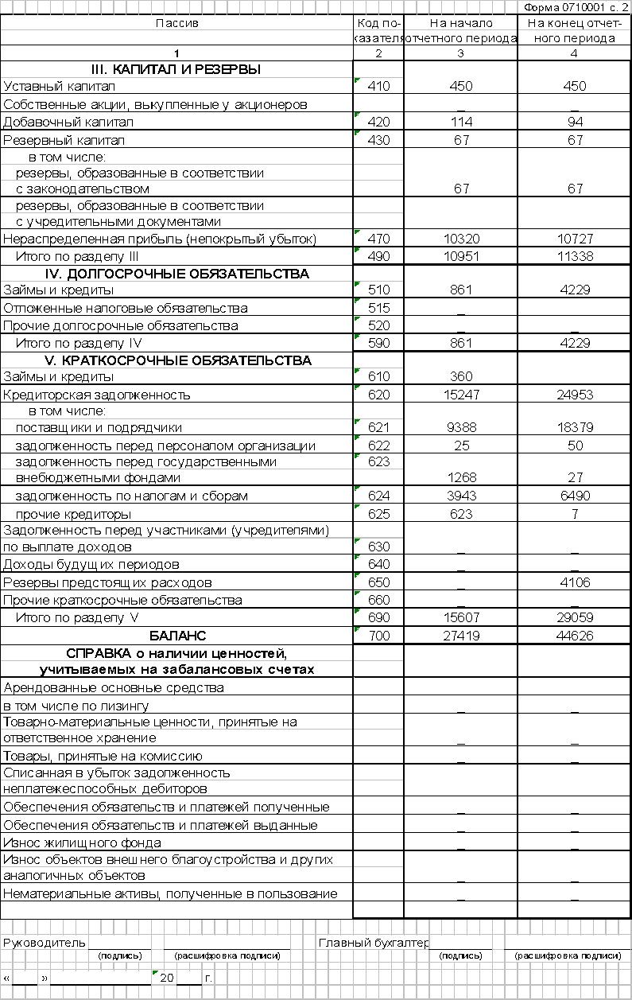 Форма 0710001 с. 2
Пассив Код по- На начало На конец отчет-
казателя отчетного периода ного периода
1 2 3 4
III. КАПИТАЛ И РЕЗЕРВЫ
Уставный капитал 410 450 450
Собственные акции, выкупленные у акционеров _ _
Добавочный капитал 420 114 94
Резервный капитал 430 67 67
в том числе:
резервы, образованные в соответствии
с законодательством 67 67
резервы, образованные в соответствии
с учредительными документами
Нераспределенная прибыль (непокрытый убыток) 470 10320 10727
Итого по разделу III 490 10951 11338
IV. ДОЛГОСРОЧНЫЕ ОБЯЗАТЕЛЬСТВА
Займы и кредиты 510 861 4229
Отложенные налоговые обязательства 515 _ _
Прочие долгосрочные обязательства 520 _ _
Итого по разделу IV 590 861 4229
V. КРАТКОСРОЧНЫЕ ОБЯЗАТЕЛЬСТВА
Займы и кредиты 610 360
Кредиторская задолженность 620 15247 24953
в том числе:
поставщики и подрядчики 621 9388 18379
задолженность перед персоналом организации 622 25 50
задолженность перед государственными 623
внебюджетными фондами 1268 27
задолженность по налогам и сборам 624 3943 6490
прочие кредиторы 625 623 7
Задолженность перед участниками (учредителями)
по выплате доходов 630 _ _
Доходы будущих периодов 640 _ _
Резервы предстоящих расходов 650 _ 4106
Прочие краткосрочные обязательства 660 _ _
Итого по разделу V 690 15607 29059
БАЛАНС 700 27419 44626
СПРАВКА о наличии ценностей,
учитываемых на забалансовых счетах
Арендованные основные средства
в том числе по лизингу _ _
Товарно-материальные ценности, принятые на
ответственное хранение _ _
Товары, принятые на комиссию _ _
Списанная в убыток задолженность
неплатежеспособных дебиторов _ _
Обеспечения обязательств и платежей полученные _ _
Обеспечения обязательств и платежей выданные _ _
Износ жилищного фонда _ _
Износ объектов внешнего благоустройства и других
аналогичных объектов _ _
Нематериальные активы, полученные в пользование _ _
Руководитель Главный бухгалтер
(подпись) (расшифровка подписи) (подпись) (расшифровка подписи)
« ___ » ____________ 20 ___ г.